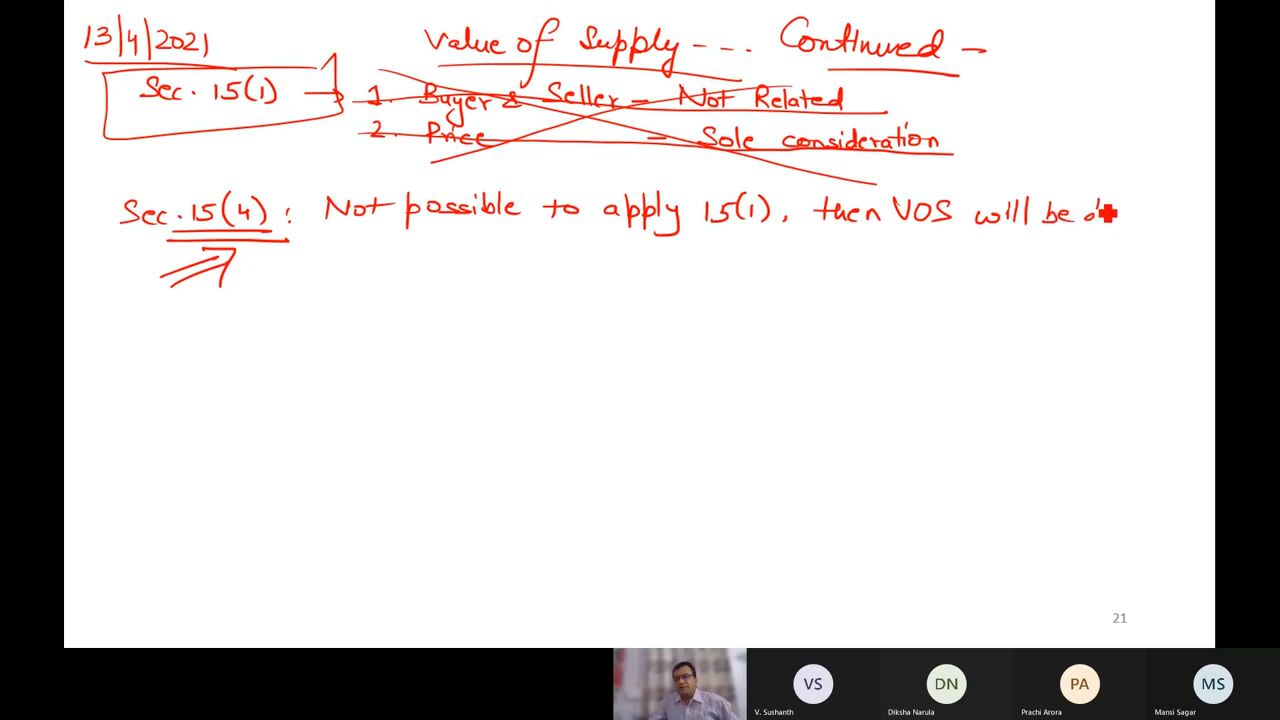 13/4/2021
Value of Supply --- Continued -
Sec. 15(1) → 1. Buyer & Seller - Not Related
2. Price - Sole consideration
Sec. 15(4) : Not possible to apply 15(1), then VOS will be
21
VS
DN
PA
MS
V. Sushanth
Diksha Narula
Prachi Arora
Mansi Sagar